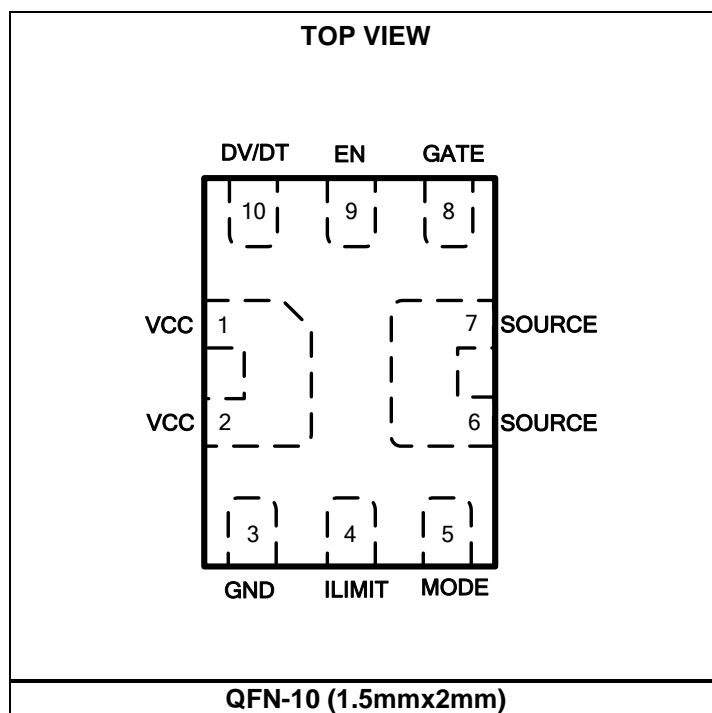 TOP VIEW
DV/DT EN GATE
10 9 8
VCC 1 7 SOURCE
VCC 2 6 SOURCE
3 4 5
GND ILIMIT MODE
QFN-10 (1.5mmx2mm)